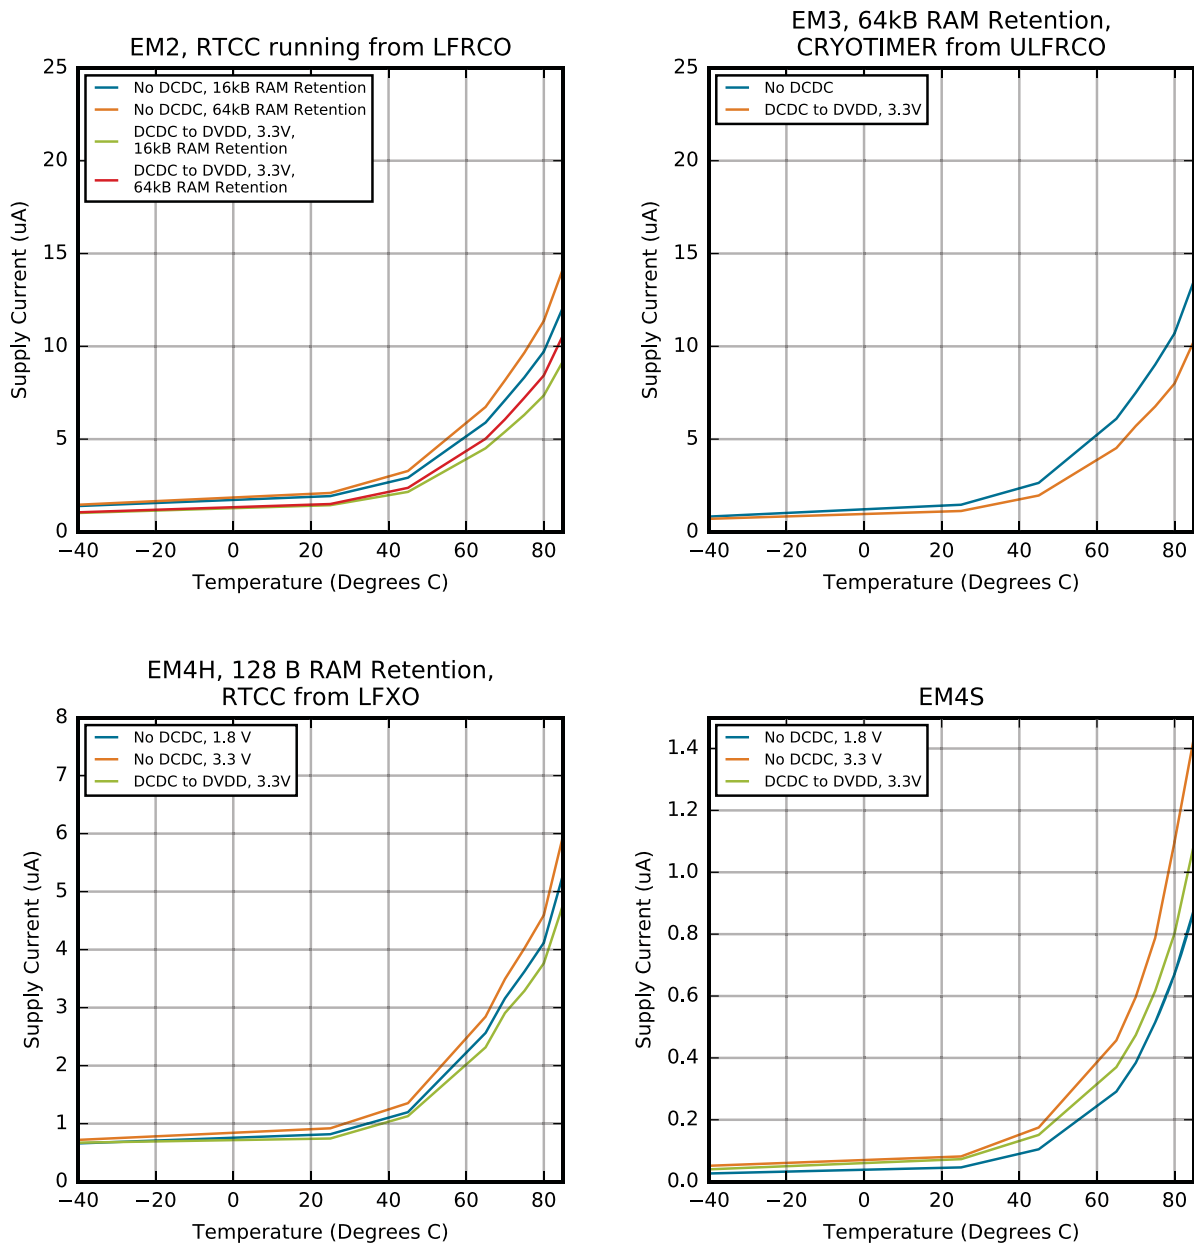 EM2, RTCC running from LFRCO
25
20
15
10
5
0
Supply Current (uA)
No DCDC, 16kB RAM Retention
No DCDC, 64kB RAM Retention
DCDC to DVDD, 3.3V,
16kB RAM Retention
DCDC to DVDD, 3.3V,
64kB RAM Retention
−40 −20 0 20 40 60 80
Temperature (Degrees C)
EM3, 64kB RAM Retention,
CRYOTIMER from ULFRCO
25
20
15
10
5
0
Supply Current (uA)
No DCDC
DCDC to DVDD, 3.3V
−40 −20 0 20 40 60 80
Temperature (Degrees C)
EM4H, 128 B RAM Retention,
RTCC from LFXO
8
7
6
5
4
3
2
1
0
Supply Current (uA)
No DCDC, 1.8 V
No DCDC, 3.3 V
DCDC to DVDD, 3.3V
−40 −20 0 20 40 60 80
Temperature (Degrees C)
EM4S
1.4
1.2
1.0
0.8
0.6
0.4
0.2
0.0
Supply Current (uA)
No DCDC, 1.8 V
No DCDC, 3.3 V
DCDC to DVDD, 3.3V
−40 −20 0 20 40 60 80
Temperature (Degrees C)